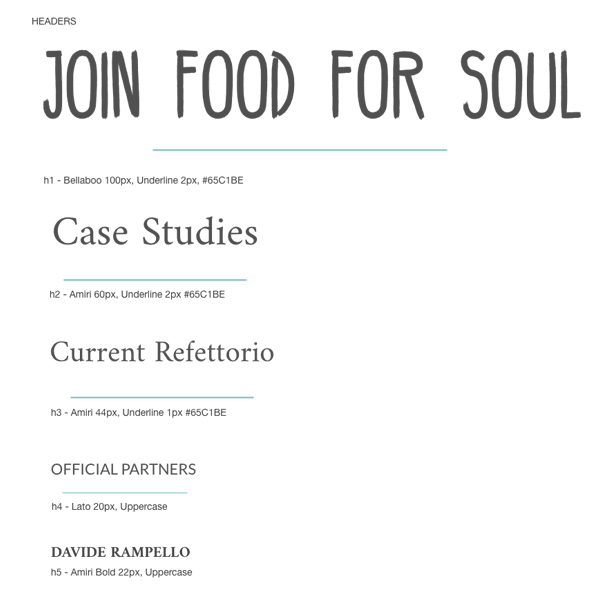 HEADERS
JOIN FOOD FOR SOUL
h1 - Bellaboo 100px, Underline 2px, #65C1BE
Case Studies
h2 - Amiri 60px, Underline 2px #65C1BE
Current Refettorio
h3 - Amiri 44px, Underline 1px #65C1BE
OFFICIAL PARTNERS
h4 - Lato 20px, Uppercase
DAVIDE RAMPELLO
h5 - Amiri Bold 22px, Uppercase